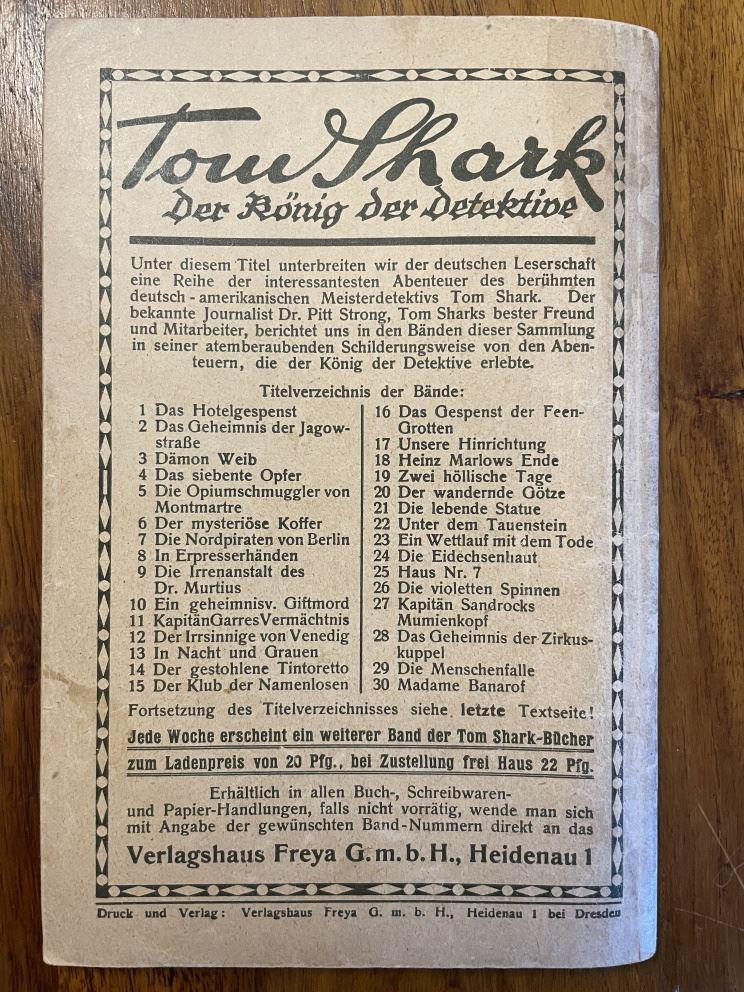 Tom Shark
Der König der Detektive
Unter diesem Titel unterbreiten wir der deutschen Leserschaft
eine Reihe der interessantesten Abenteuer des berühmten
deutsch-amerikanischen Meisterdetektivs Tom Shark. Der
bekannte Journalist Dr. Pitt Strong, Tom Sharks bester Freund
und Mitarbeiter, berichtet uns in den Bänden dieser Sammlung
in seiner atemberaubenden Schilderungsweise von den Aben-
teuern, die der König der Detektive erlebte.
Titelverzeichnis der Bände:
1 Das Hotelgespenst
2 Das Geheimnis der Jagow-
straße
3 Dämon Weib
4 Das siebente Opfer
5 Die Opiumschmuggler von
Montmartre
6 Der mysteriöse Koffer
7 Die Nordpiraten von Berlin
8 In Erpresserhänden
9 Die Irrenanstalt des
Dr. Murtius
10 Ein geheimnisv. Giftmord
11 Kapitän Garres Vermächtnis
12 Der Irrsinnige von Venedig
13 In Nacht und Grauen
14 Der gestohlene Tintoretto
15 Der Klub der Namenlosen
16 Das Gespenst der Feen-
Grotten
17 Unsere Hinrichtung
18 Heinz Marlows Ende
19 Zwei höllische Tage
20 Der wandernde Götze
21 Die lebende Statue
22 Unter dem Tauenstein
23 Ein Wettlauf mit dem Tode
24 Die Eidechsenhaut
25 Haus Nr. 7
26 Die violetten Spinnen
27 Kapitän Sandrocks
Mumienkopf
28 Das Geheimnis der Zirkus-
kuppel
29 Die Menschenfalle
30 Madame Banarof
Fortsetzung des Titelverzeichnisses siehe letzte Textseite!
Jede Woche erscheint ein weiterer Band der Tom Shark-Bücher
zum Ladenpreis von 20 Pfg., bei Zustellung frei Haus 22 Pfg.
Erhältlich in allen Buch-, Schreibwaren-
und Papier-Handlungen, falls nicht vorrätig, wende man sich
mit Angabe der gewünschten Band-Nummern direkt an das
Verlagshaus Freya G.m.b.H., Heidenau 1
Druck und Verlag: Verlagshaus Freya G. m. b. H., Heidenau 1 bei Dresden